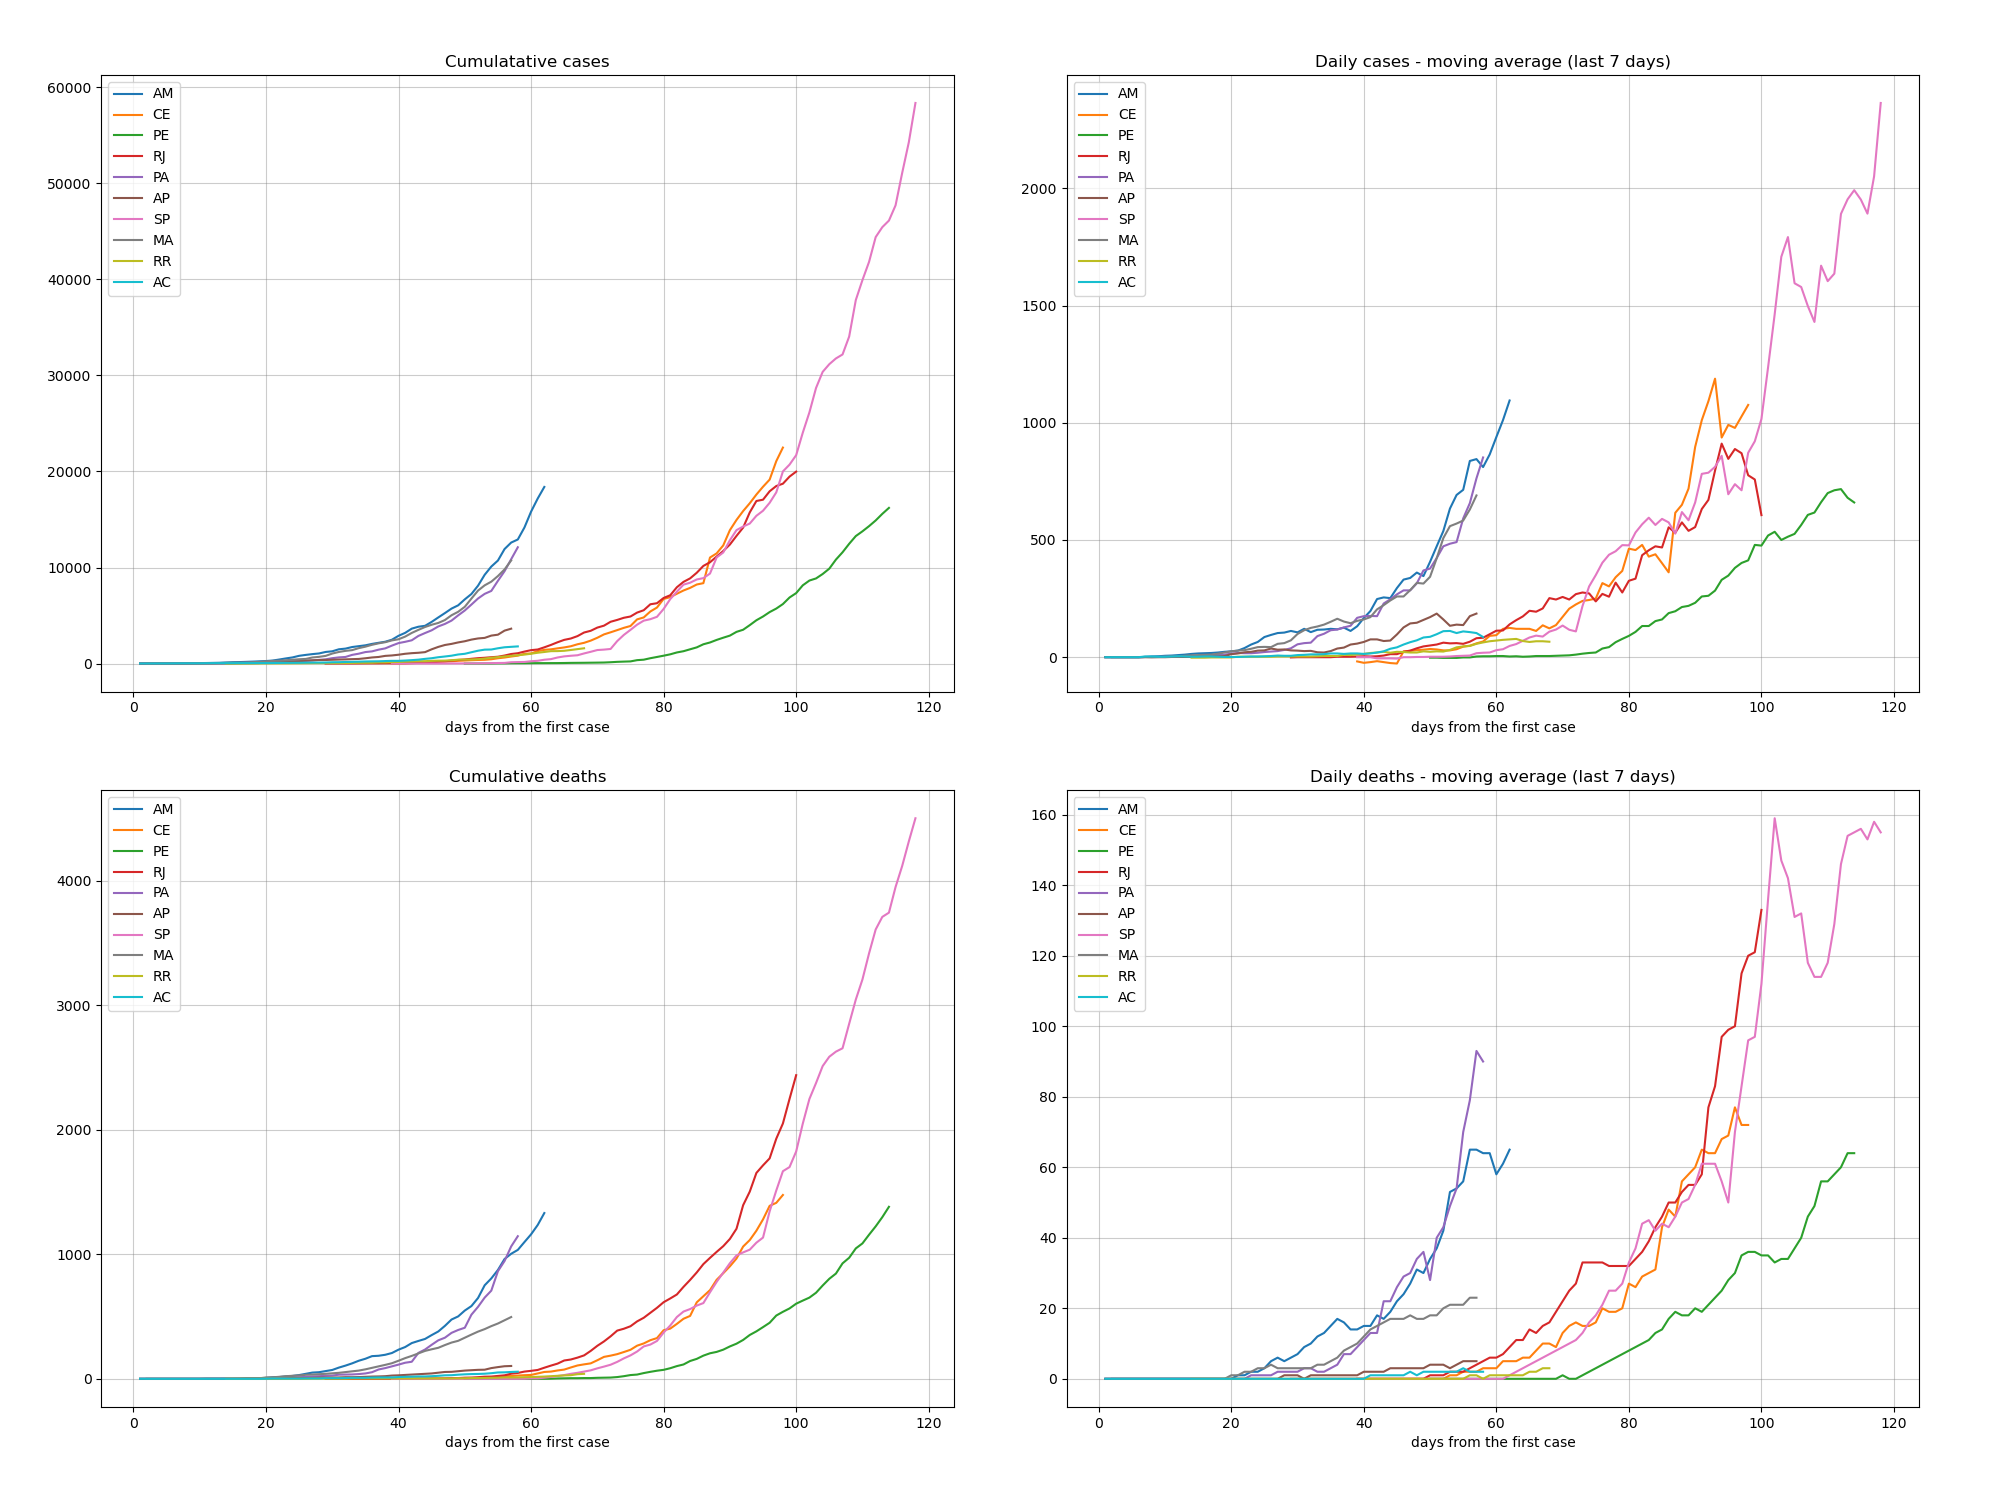 Cumulatative cases
60000
50000
40000
30000
20000
10000
0
AM
CE
PE
RJ
PA
AP
SP
MA
RR
AC
0 20 40 60 80 100 120
days from the first case
Daily cases - moving average (last 7 days)
2000
1500
1000
500
0
AM
CE
PE
RJ
PA
AP
SP
MA
RR
AC
0 20 40 60 80 100 120
days from the first case
Cumulative deaths
4000
3000
2000
1000
0
AM
CE
PE
RJ
PA
AP
SP
MA
RR
AC
0 20 40 60 80 100 120
days from the first case
Daily deaths - moving average (last 7 days)
160
140
120
100
80
60
40
20
0
AM
CE
PE
RJ
PA
AP
SP
MA
RR
AC
0 20 40 60 80 100 120
days from the first case